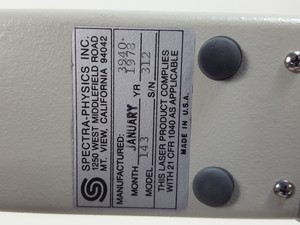 SPECTRA-PHYSICS INC.
1250 WEST MIDDLEFIELD ROAD
MT. VIEW, CALIFORNIA 94042
3940-
MANUFACTURED: 1978
MONTH JANUARY YR.
MODEL 143 S/N 312
THIS LASER PRODUCT COMPLIES
WITH 21 CFR 1040 AS APPLICABLE
MADE IN U.S.A.